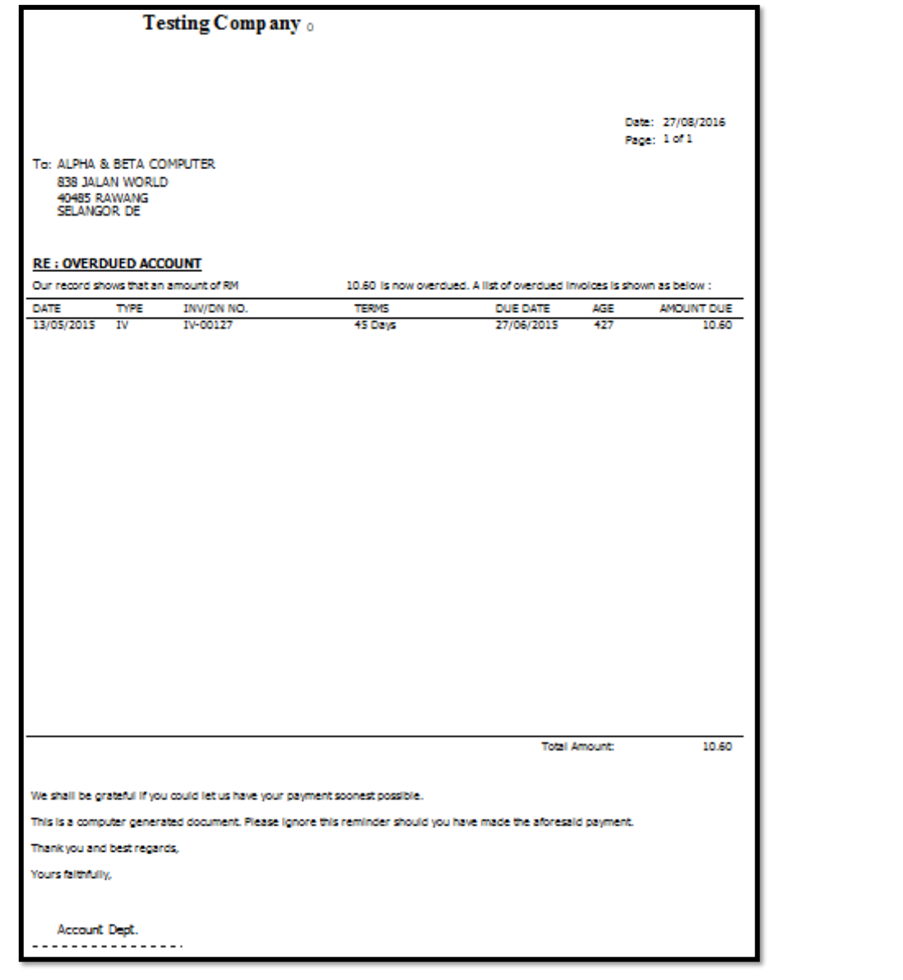 Testing Company 0
Date: 27/08/2016
Page: 1 of 1
To: ALPHA & BETA COMPUTER
838 JALAN WORLD
40485 RAWANG
SELANGOR DE
RE : OVERDUED ACCOUNT
Our record shows that an amount of RM 10.60 is now overdued. A list of overdued invoices is shown as below :
DATE TYPE INV/DN NO. TERMS DUE DATE AGE AMOUNT DUE
13/05/2015 IV IV-00127 45 Days 27/06/2015 427 10.60
Total Amount: 10.60
We shall be grateful if you could let us have your payment soonest possible.
This is a computer generated document. Please ignore this reminder should you have made the aforesaid payment.
Thank you and best regards,
Yours faithfully,
Account Dept.